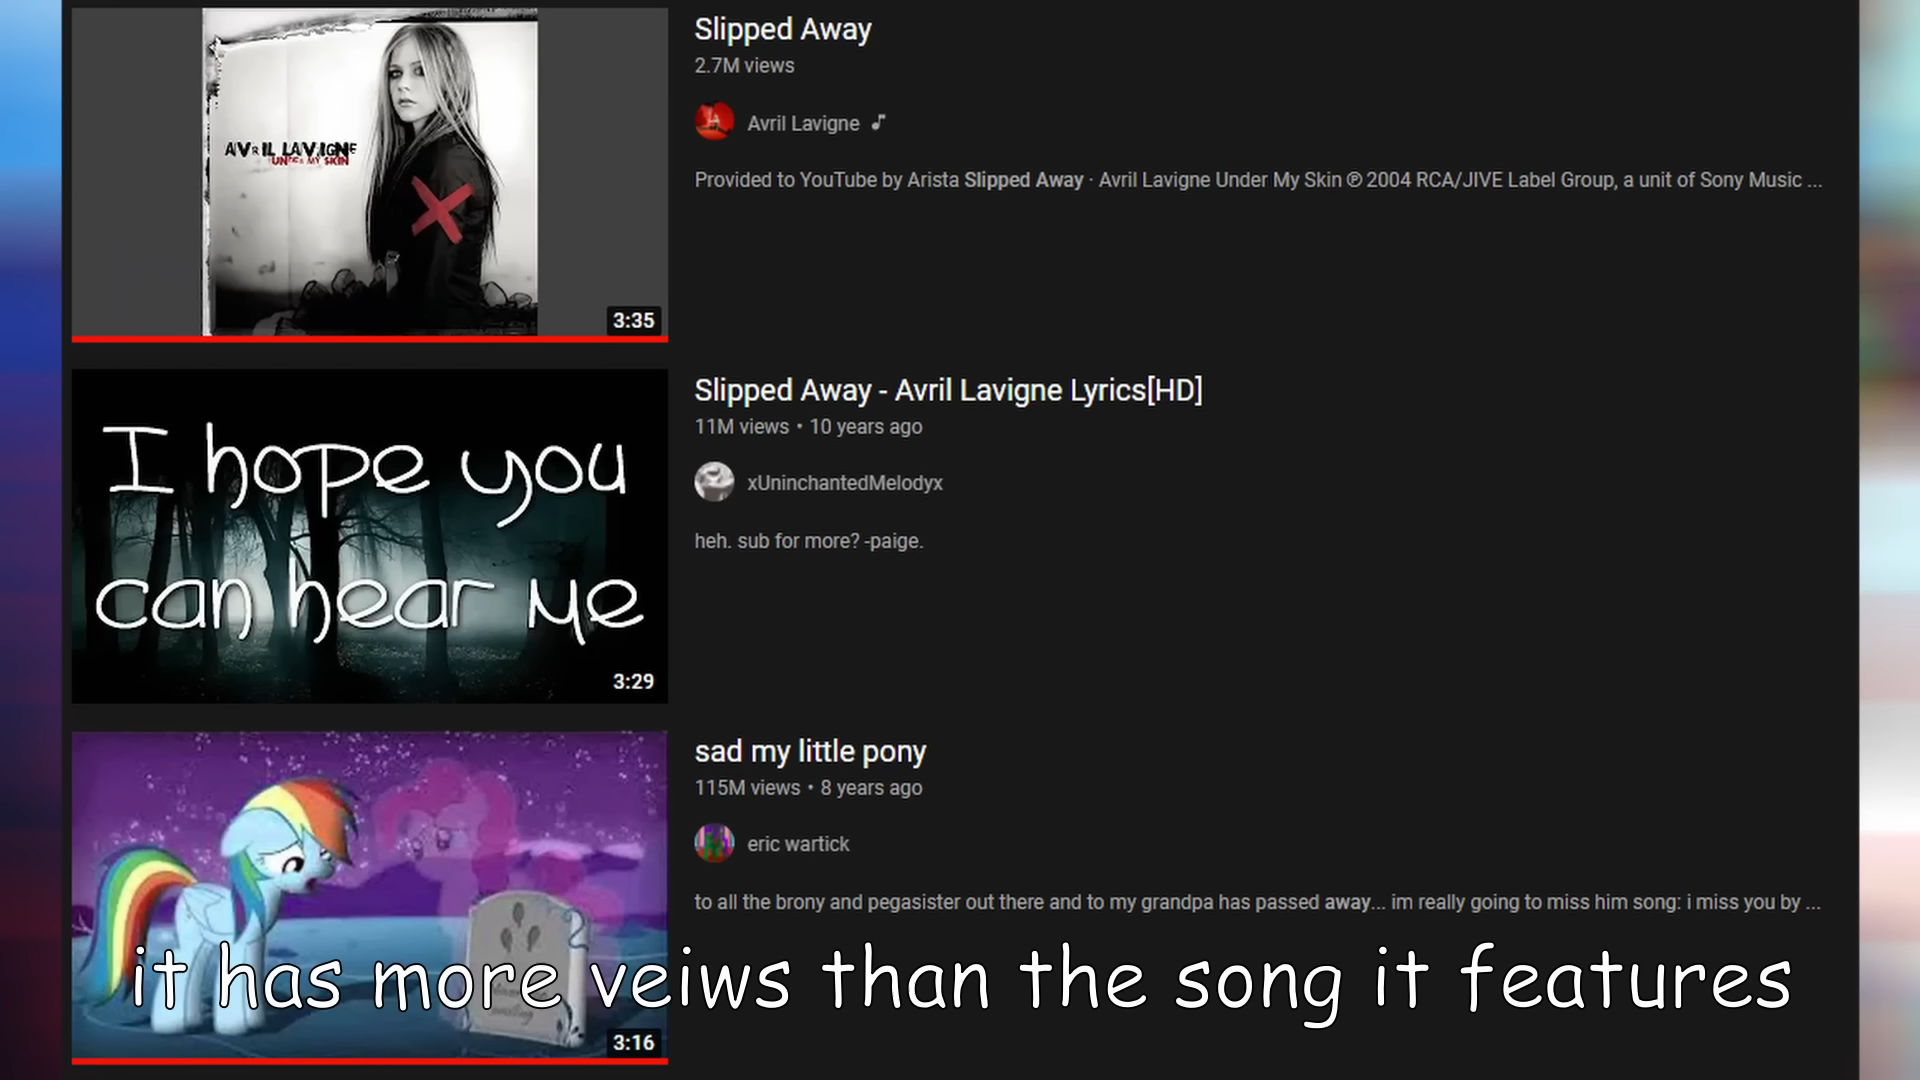 Slipped Away
2.7M views
AVRIL LAVIGNE
UNDER MY SKIN
Avril Lavigne
Provided to YouTube by Arista Slipped Away · Avril Lavigne Under My Skin ℗ 2004 RCA/JIVE Label Group, a unit of Sony Music ...
3:35
Slipped Away - Avril Lavigne Lyrics[HD]
11M views • 10 years ago
I hope you
can hear me
xUninchantedMelodyx
heh. sub for more? -paige.
3:29
sad my little pony
115M views • 8 years ago
eric wartick
to all the brony and pegasister out there and to my grandpa has passed away... im really going to miss him song: i miss you by ...
it has more veiws than the song it features
3:16